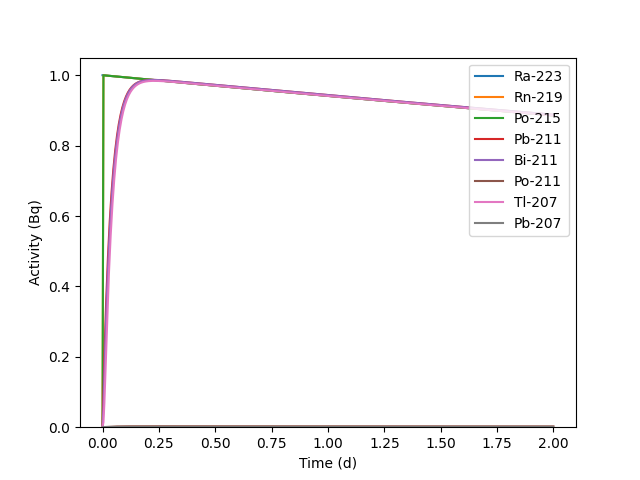 1.0
0.8
0.6
0.4
0.2
0.0
Activity (Bq)
Ra-223
Rn-219
Po-215
Pb-211
Bi-211
Po-211
Tl-207
Pb-207
0.00 0.25 0.50 0.75 1.00 1.25 1.50 1.75 2.00
Time (d)